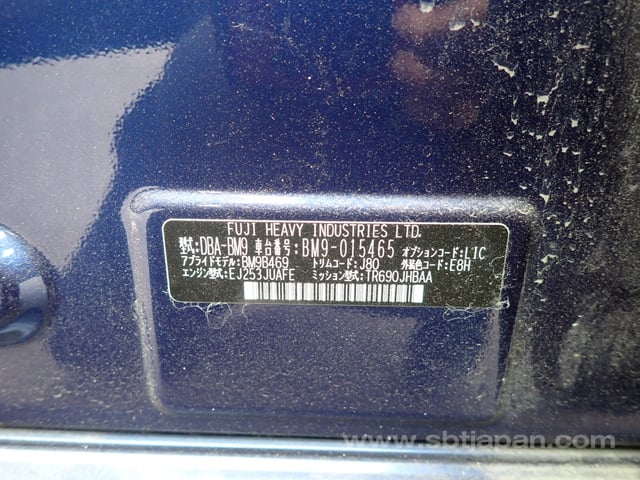 FUJI HEAVY INDUSTRIES LTD.
型式:DBA-BM9 車台番号:BM9-015465 オプションコード:L1C
アプライドモデル:BM9B469 トリムコード:J80 外装色コード:E8H
エンジン型式:EJ253JUAFE ミッション型式:TR690JHBAA
www.sbtjapan.com